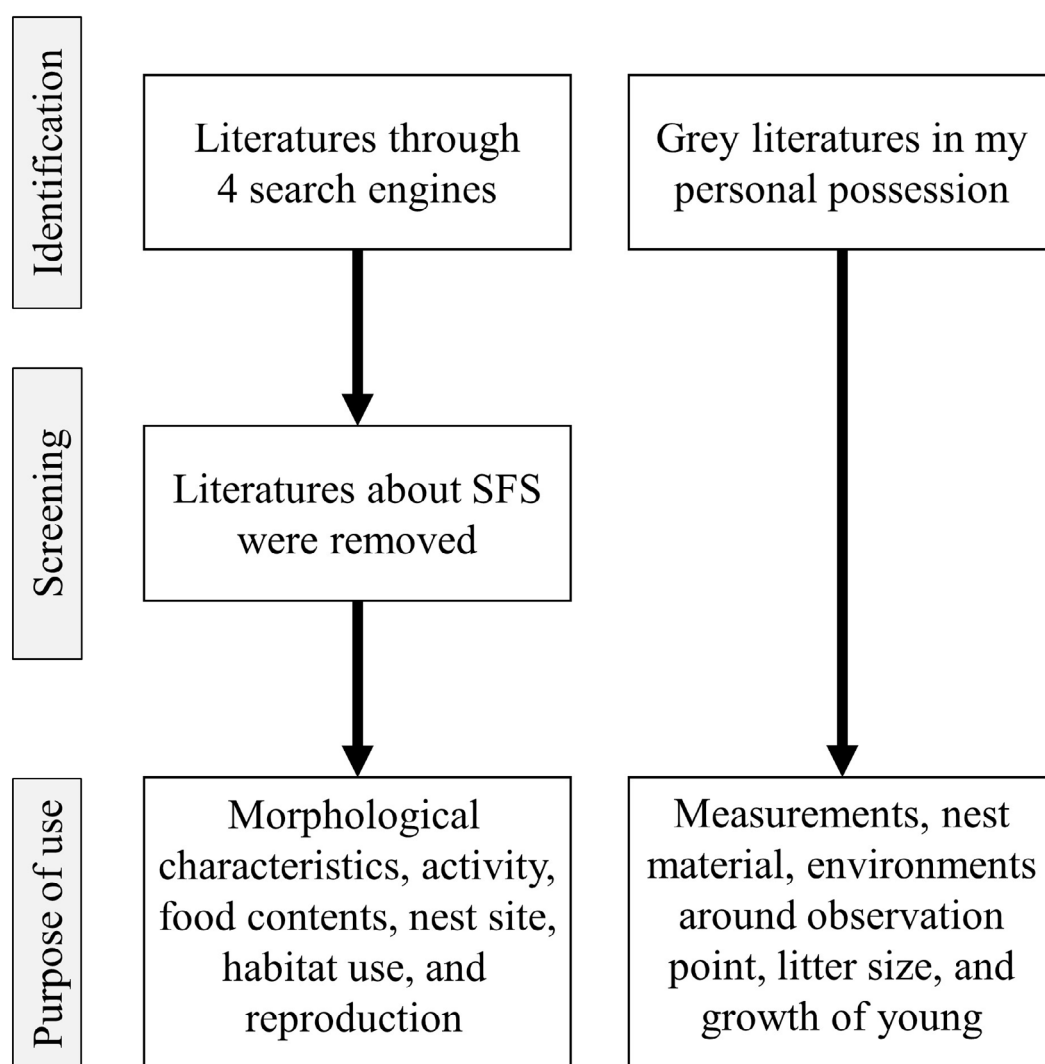 Identification
Literatures through
4 search engines
Grey literatures in my
personal possession
Screening
Literatures about SFS
were removed
Purpose of use
Morphological
characteristics, activity,
food contents, nest site,
habitat use, and
reproduction
Measurements, nest
material, environments
around observation
point, litter size, and
growth of young